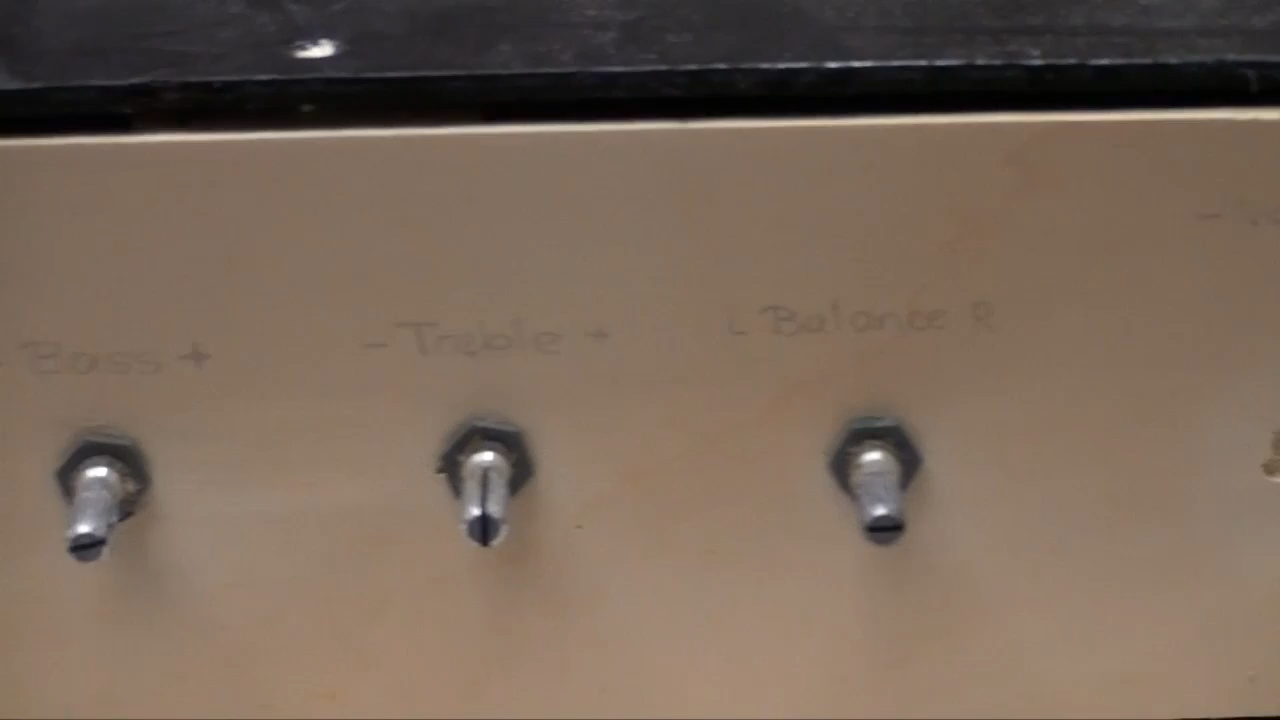 - Bass +
- Treble +
L Balance R
-